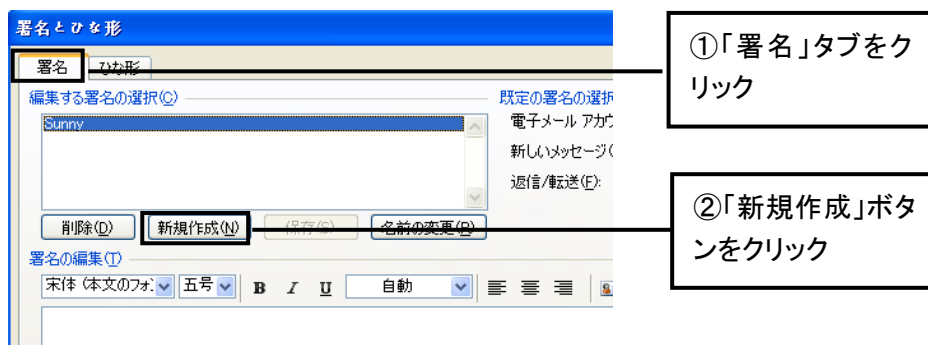 署名とひな形
署名 ひな形
編集する署名の選択(C)
Sunny
既定の署名の選択
電子メール アカウ
新しいメッセージ(
返信/転送(F):
削除(D) 新規作成(N) 保存(S) 名前の変更(R)
署名の編集(T)
宋体 (本文のフォ: 五号 B I U 自動
①「署名」タブをク
リック
②「新規作成」ボタ
ンをクリック